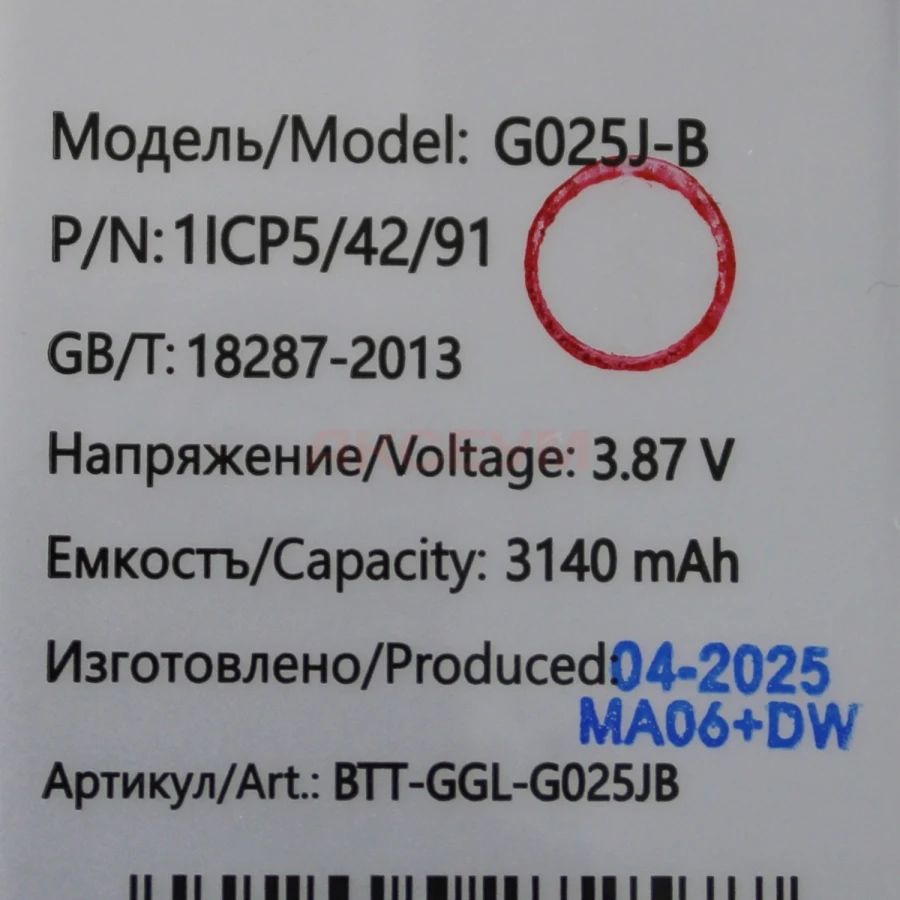 Модель/Model: G025J-B
P/N: 1ICP5/42/91
GB/T: 18287-2013
Напряжение/Voltage: 3.87 V
Емкостъ/Capacity: 3140 mAh
Изготовлено/Produced: 04-2025
MA06+DW
Артикул/Art.: BTT-GGL-G025JB